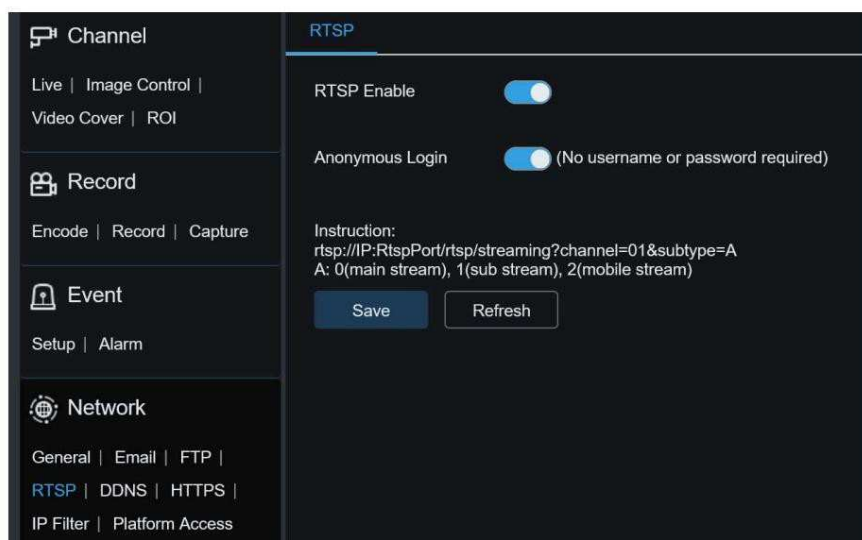 Channel
Live | Image Control |
Video Cover | ROI
Record
Encode | Record | Capture
Event
Setup | Alarm
Network
General | Email | FTP |
RTSP | DDNS | HTTPS |
IP Filter | Platform Access
RTSP
RTSP Enable
Anonymous Login (No username or password required)
Instruction:
rtsp://IP:RtspPort/rtsp/streaming?channel=01&subtype=A
A: 0(main stream), 1(sub stream), 2(mobile stream)
Save Refresh